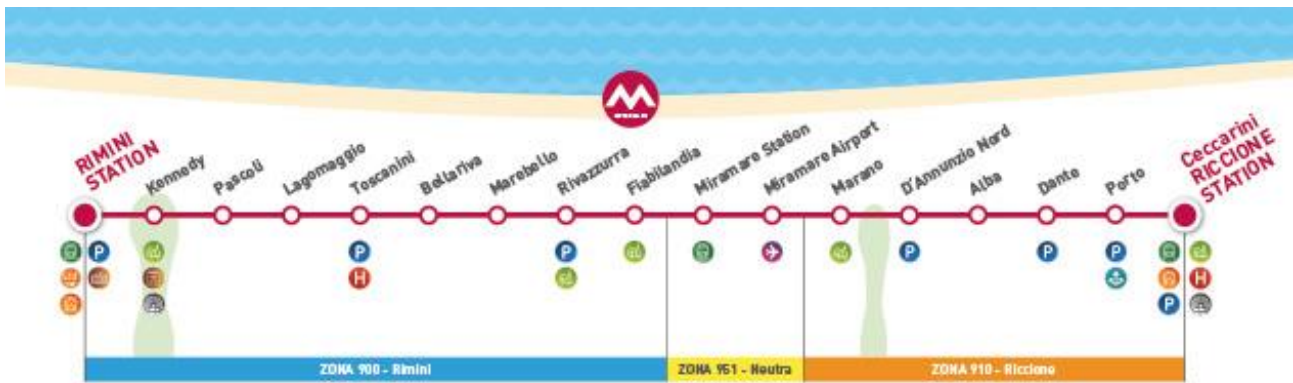 M
RIMINI
STATION
Kennedy
Pascoli
Lagomaggio
Toscanini
Bellariva
Marebello
Rivazzurra
Fiabilandia
Miramare Station
Miramare Airport
Marano
D'Annunzio Nord
Alba
Dante
Porto
Ceccarini
RICCIONE
STATION
P
P
P
P
P
P
H
H
P
ZONA 900 - Rimini
ZONA 951 - Neutra
ZONA 910 - Riccione